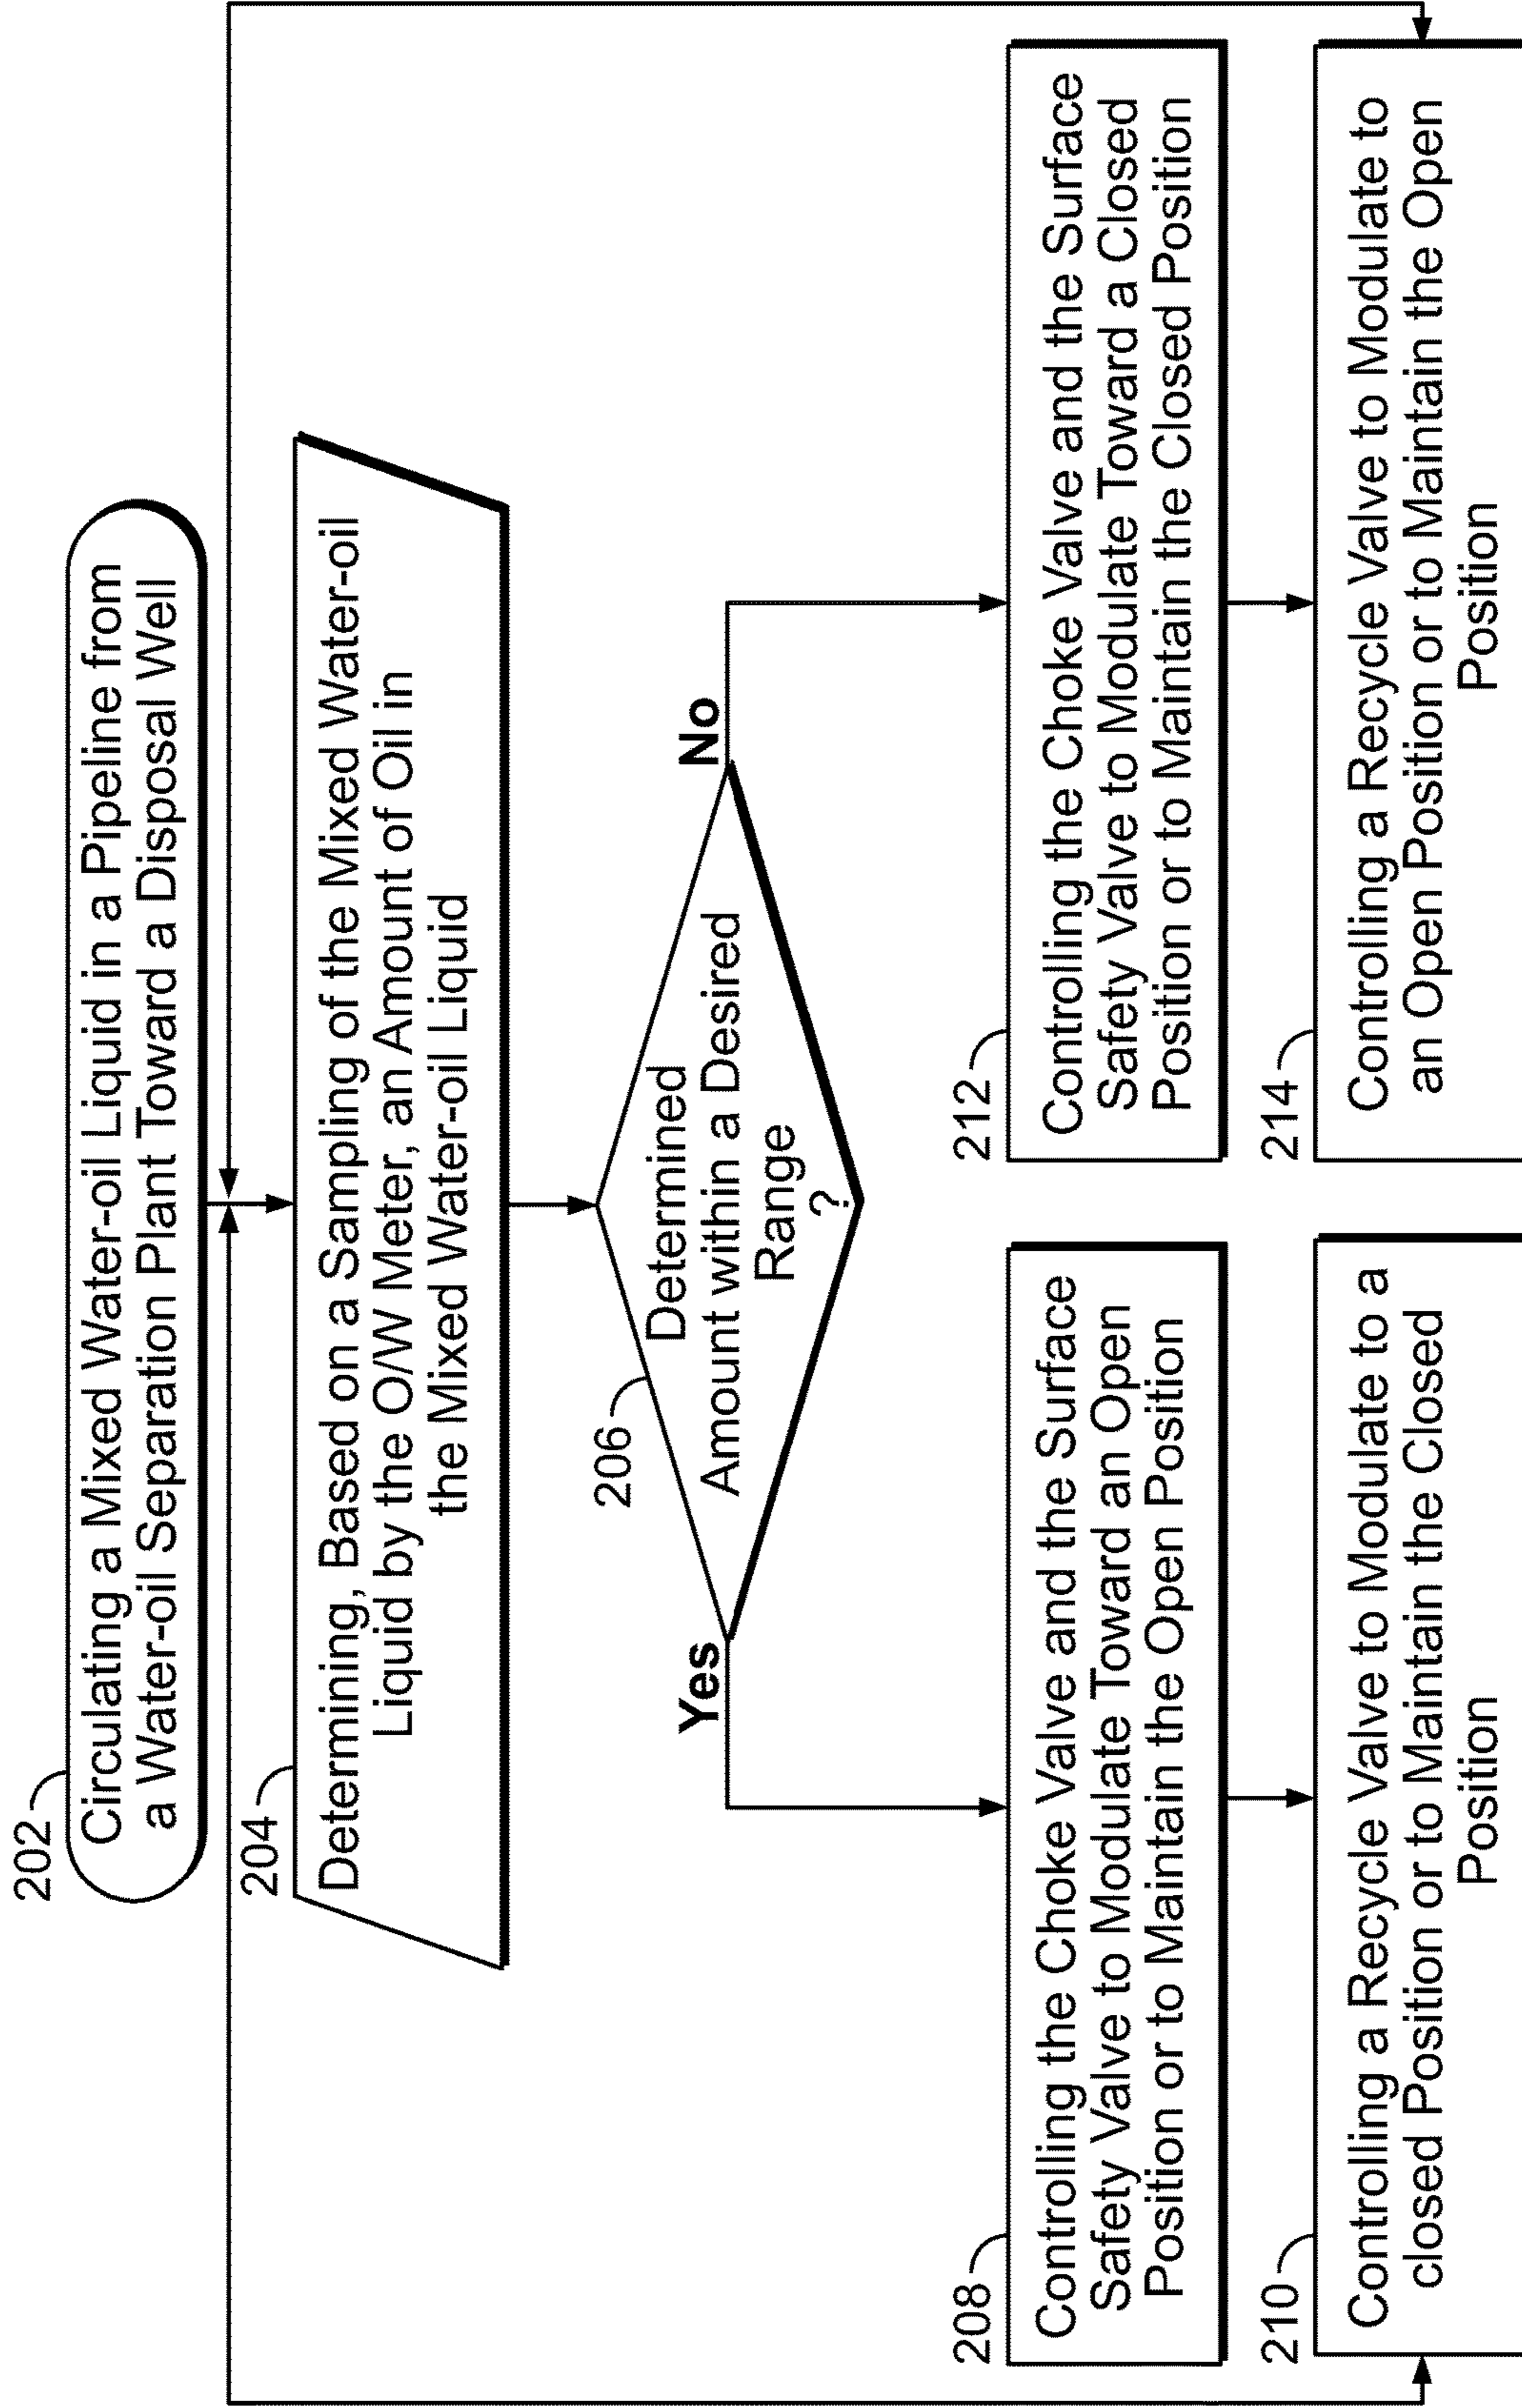 202
Circulating a Mixed Water-oil Liquid in a Pipeline from
a Water-oil Separation Plant Toward a Disposal Well
204
Determining, Based on a Sampling of the Mixed Water-oil
Liquid by the O/W Meter, an Amount of Oil in
the Mixed Water-oil Liquid
206
Determined
Amount within a Desired
Range
?
Yes
No
208
Controlling the Choke Valve and the Surface
Safety Valve to Modulate Toward an Open
Position or to Maintain the Open Position
210
Controlling a Recycle Valve to Modulate to a
closed Position or to Maintain the Closed
Position
212
Controlling the Choke Valve and the Surface
Safety Valve to Modulate Toward a Closed
Position or to Maintain the Closed Position
214
Controlling a Recycle Valve to Modulate to
an Open Position or to Maintain the Open
Position